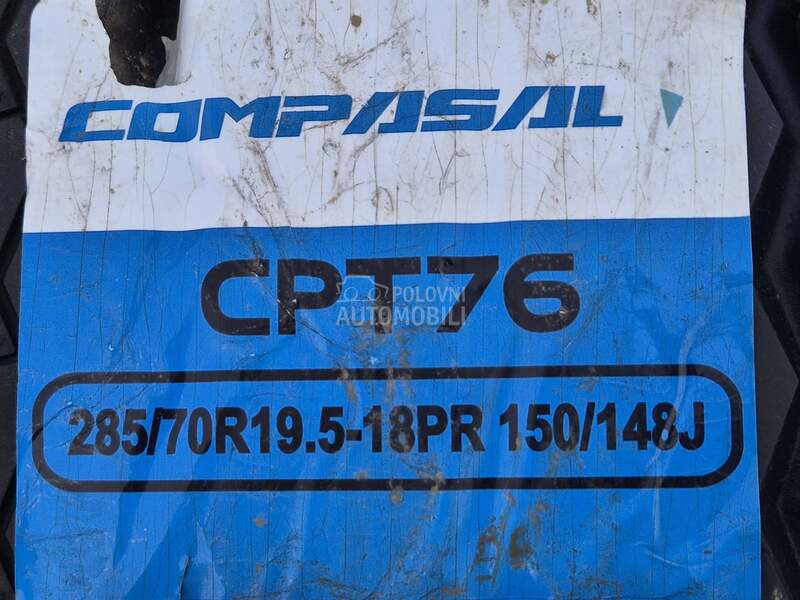 COMPASAL
CPT76
POLOVNI
AUTOMOBILI
285/70R19.5-18PR 150/148J